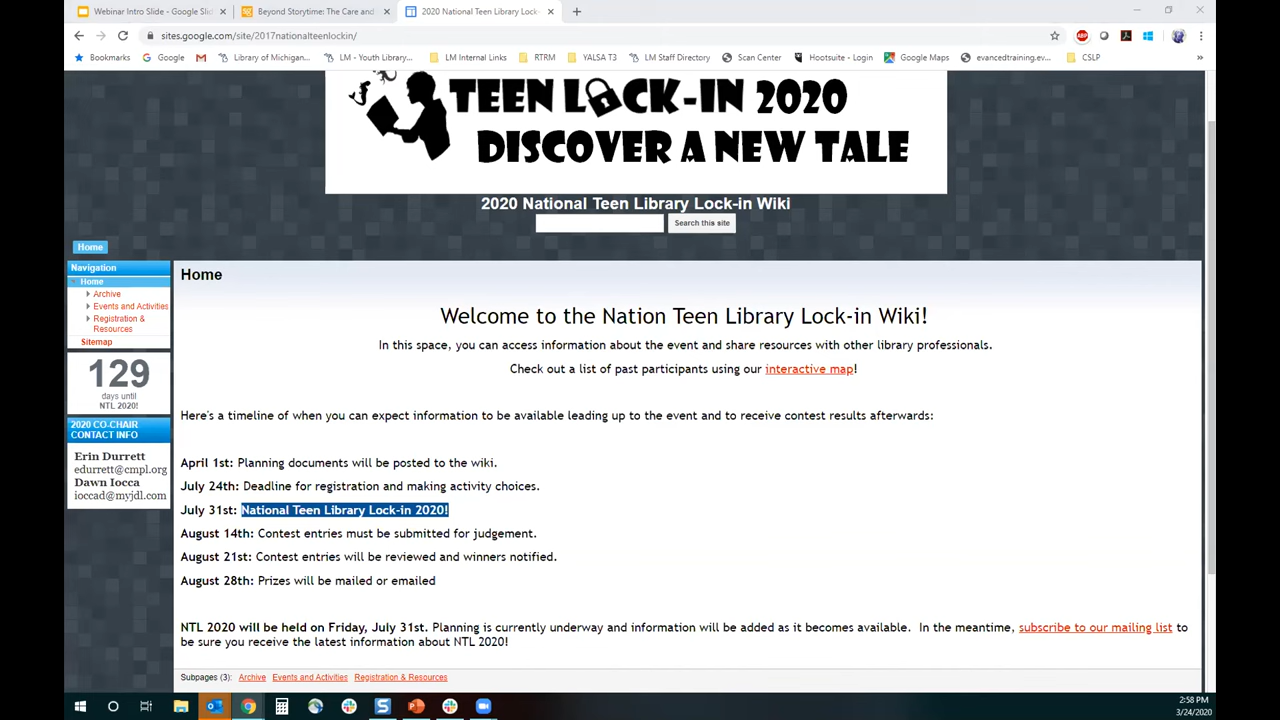 Webinar Intro Slide - Google Slid
Beyond Storytime: The Care and
2020 National Teen Library Lock-
sites.google.com/site/2017nationalteenlockin/
Bookmarks
Google
Library of Michigan...
LM - Youth Library...
LM Internal Links
RTRM
YALSA T3
LM Staff Directory
Scan Center
Hootsuite - Login
Google Maps
evancedtraining.ev...
CSLP
»
ABP
TEEN LOCK-IN 2020
DISCOVER A NEW TALE
2020 National Teen Library Lock-in Wiki
Search this site
Home
Navigation
Home
Archive
Events and Activities
Registration &
Resources
Sitemap
129
days until
NTL 2020!
2020 CO-CHAIR
CONTACT INFO
Erin Durrett
edurrett@cmpl.org
Dawn Iocca
ioccad@myjdl.com
Home
Welcome to the Nation Teen Library Lock-in Wiki!
In this space, you can access information about the event and share resources with other library professionals.
Check out a list of past participants using our interactive map!
Here's a timeline of when you can expect information to be available leading up to the event and to receive contest results afterwards:
April 1st: Planning documents will be posted to the wiki.
July 24th: Deadline for registration and making activity choices.
July 31st: National Teen Library Lock-in 2020!
August 14th: Contest entries must be submitted for judgement.
August 21st: Contest entries will be reviewed and winners notified.
August 28th: Prizes will be mailed or emailed
NTL 2020 will be held on Friday, July 31st. Planning is currently underway and information will be added as it becomes available. In the meantime, subscribe to our mailing list to
be sure you receive the latest information about NTL 2020!
Subpages (3): Archive Events and Activities Registration & Resources
2:58 PM
3/24/2020